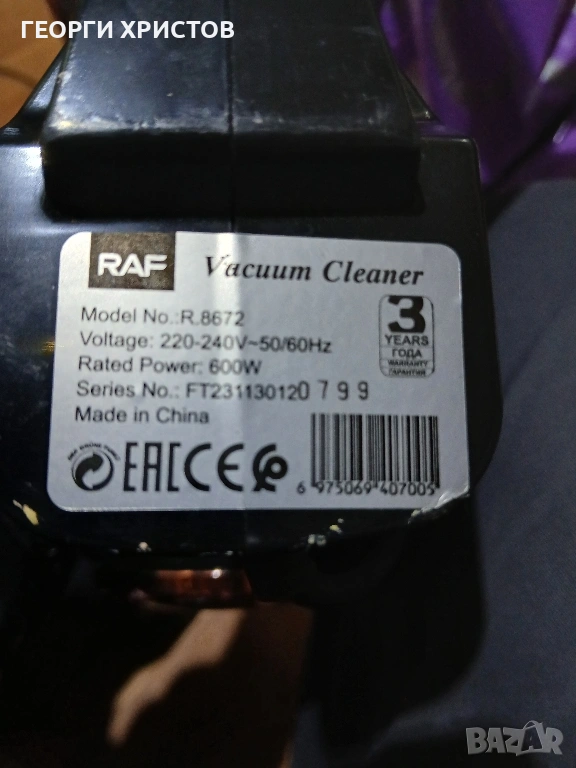 ГЕОРГИ ХРИСТОВ
RAF
Vacuum Cleaner
Model No.:R.8672
Voltage: 220-240V~50/60Hz
Rated Power: 600W
Series No.: FT231130120799
Made in China
3
YEARS
ГОДА
WARRANTY
ГАРАНТИЯ
EAC CE
6 975069 407005
BAZAR